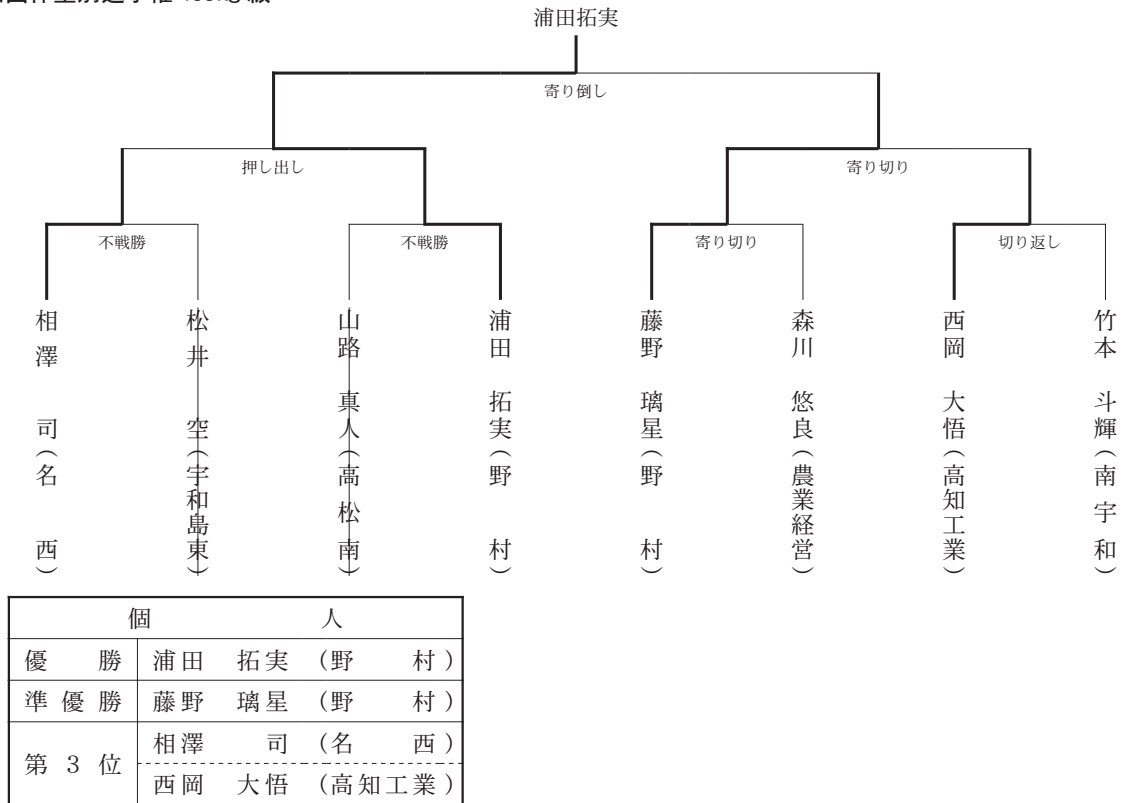 浦田拓実
寄り倒し
押し出し
寄り切り
不戦勝
不戦勝
寄り切り
切り返し
相澤 司(名西)
松井 空(宇和島東)
山路 真人(高松南)
浦田 拓実(野村)
藤野 璃星(野村)
森川 悠良(農業経営)
西岡 大悟(高知工業)
竹本 斗輝(南宇和)
個人
優勝 浦田 拓実 (野村)
準優勝 藤野 璃星 (野村)
第3位 相澤 司 (名西)
西岡 大悟 (高知工業)